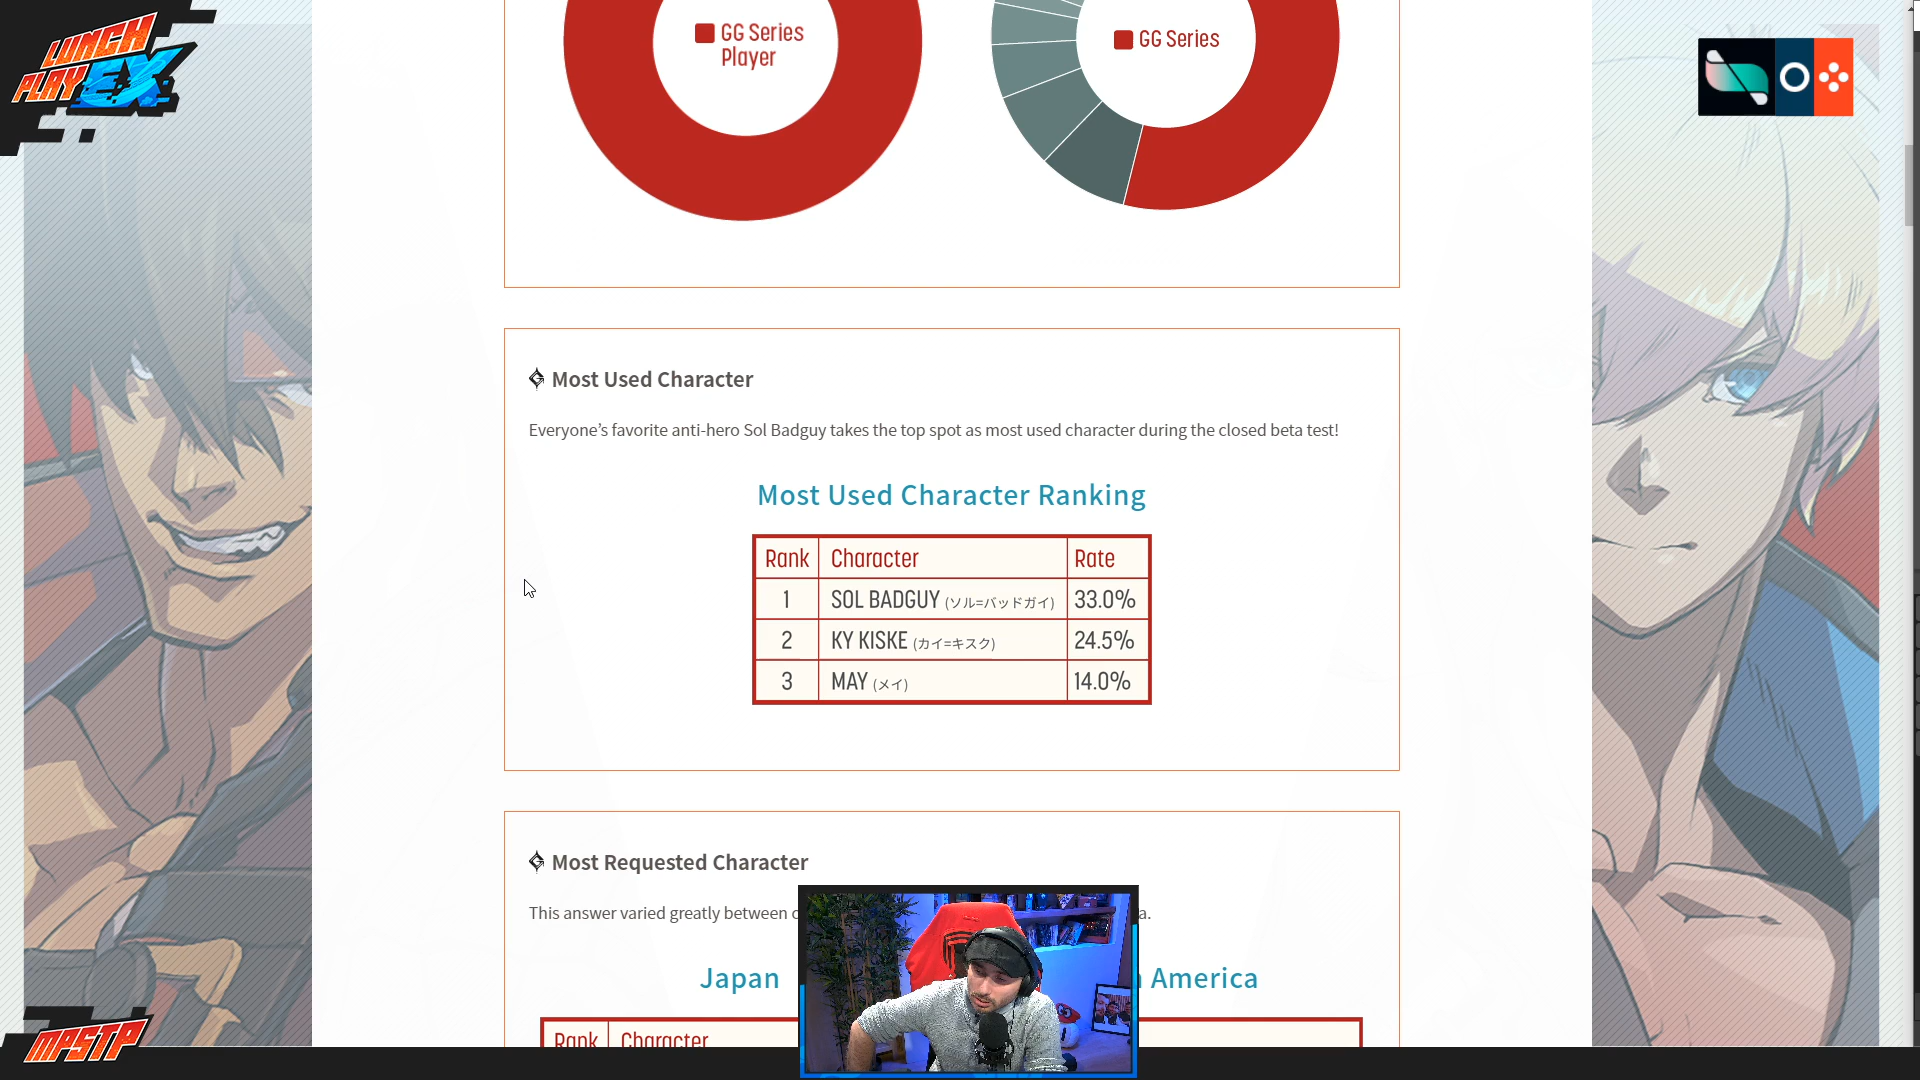 LUNCH
PLAY EX
GG Series
Player
GG Series
Most Used Character
Everyone’s favorite anti-hero Sol Badguy takes the top spot as most used character during the closed beta test!
Most Used Character Ranking
Rank Character Rate
1 SOL BADGUY (ソル=バッドガイ) 33.0%
2 KY KISKE (カイ=キスク) 24.5%
3 MAY (メイ) 14.0%
Most Requested Character
This answer varied greatly between
Japan America
Rank Character
MPSTP